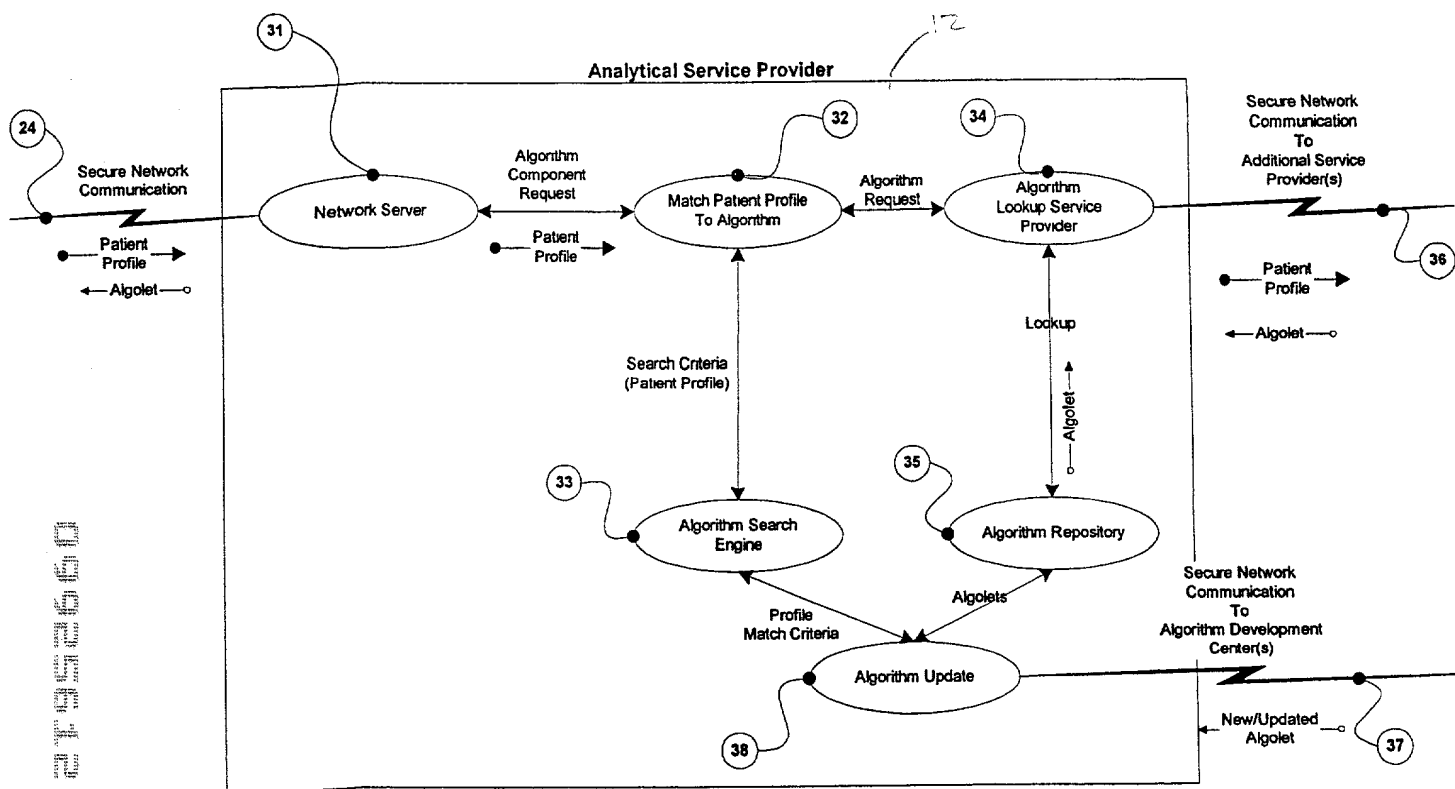 12
31
Analytical Service Provider
24
32
34
Secure Network
Communication
To
Additional Service
Provider(s)
Secure Network
Communication
Algorithm
Component
Request
Network Server
Match Patient Profile
To Algorithm
Algorithm
Request
Algorithm
Lookup Service
Provider
Patient
Profile
Algolet
Patient
Profile
36
Patient
Profile
Algolet
Lookup
Search Criteria
(Patient Profile)
Algolet
33
35
Algorithm Search
Engine
Algorithm Repository
Secure Network
Communication
To
Algorithm Development
Center(s)
Profile
Match Criteria
Algolets
Algorithm Update
New/Updated
Algolet
38
37
09925612